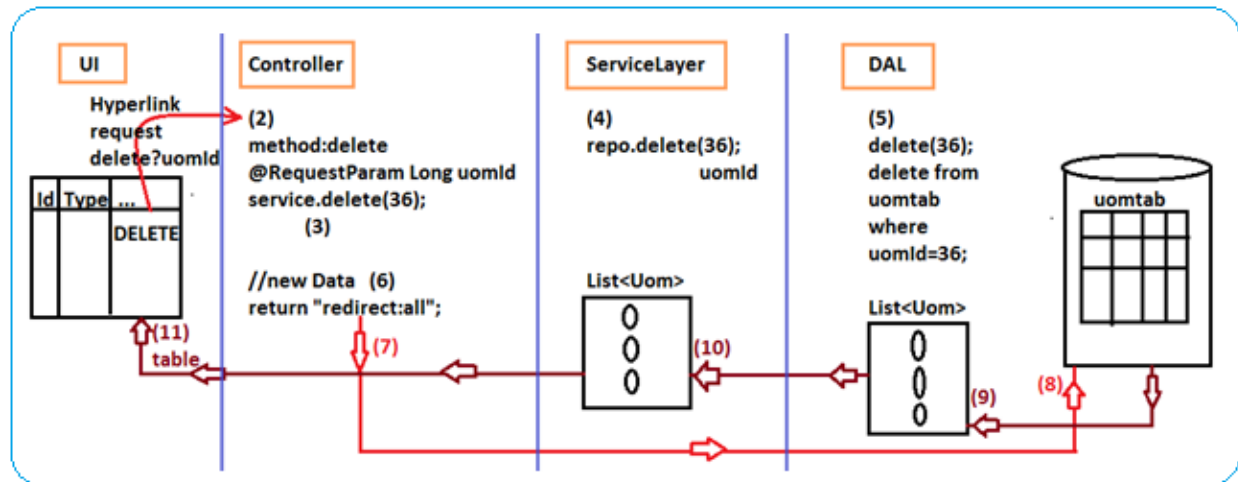 UI
Hyperlink
request
delete?uomId
Id Type ...
DELETE
(11)
table
Controller
(2)
method:delete
@RequestParam Long uomId
service.delete(36);
(3)
//new Data (6)
return "redirect:all";
(7)
ServiceLayer
(4)
repo.delete(36);
uomId
List<Uom>
(10)
DAL
(5)
delete(36);
delete from
uomtab
where
uomId=36;
List<Uom>
(9)
(8)
uomtab